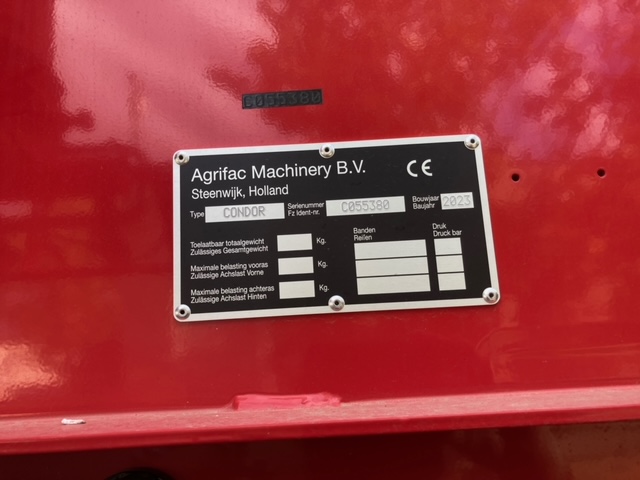 C055380
Agrifac Machinery B.V. CE
Steenwijk, Holland
Type CONDOR Serienummer Fz Ident-nr. C055380 Bouwjaar Baujahr 2023
Toelaatbaar totaalgewicht Kg.
Zulässiges Gesamtgewicht
Maximale belasting vooras Kg.
Zulässige Achslast Vorne
Maximale belasting achteras Kg.
Zulässige Achslast Hinten
Banden Druk
Reifen Druck bar